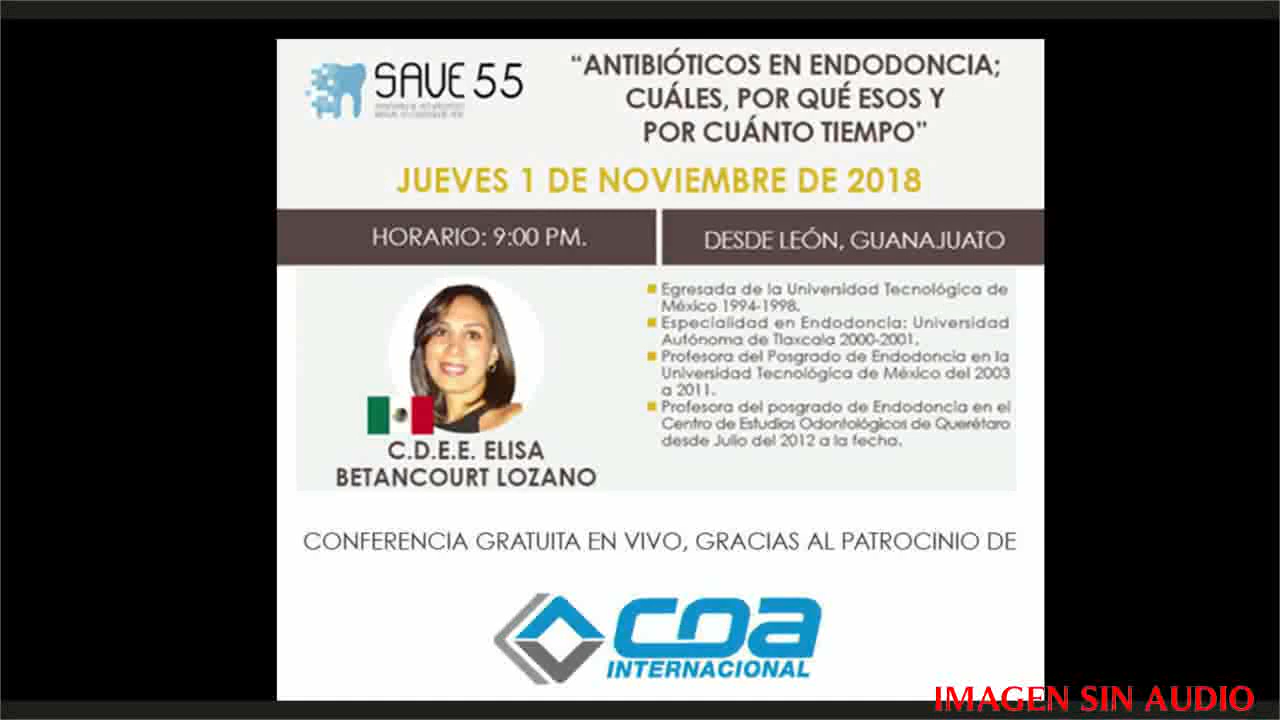 SAVE 55
“ANTIBIÓTICOS EN ENDODONCIA;
CUÁLES, POR QUÉ ESOS Y
POR CUÁNTO TIEMPO”
JUEVES 1 DE NOVIEMBRE DE 2018
HORARIO: 9:00 PM.
DESDE LEÓN, GUANAJUATO
Egresada de la Universidad Tecnológica de
México 1994-1998.
Especialidad en Endodoncia: Universidad
Autónoma de Tlaxcala 2000-2001.
Profesora del Posgrado de Endodoncia en la
Universidad Tecnológica de México del 2003
a 2011.
Profesora del posgrado de Endodoncia en el
Centro de Estudios Odontológicos de Querétaro
desde Julio del 2012 a la fecha.
C.D.E.E. ELISA
BETANCOURT LOZANO
CONFERENCIA GRATUITA EN VIVO, GRACIAS AL PATROCINIO DE
coa
INTERNACIONAL
IMAGEN SIN AUDIO